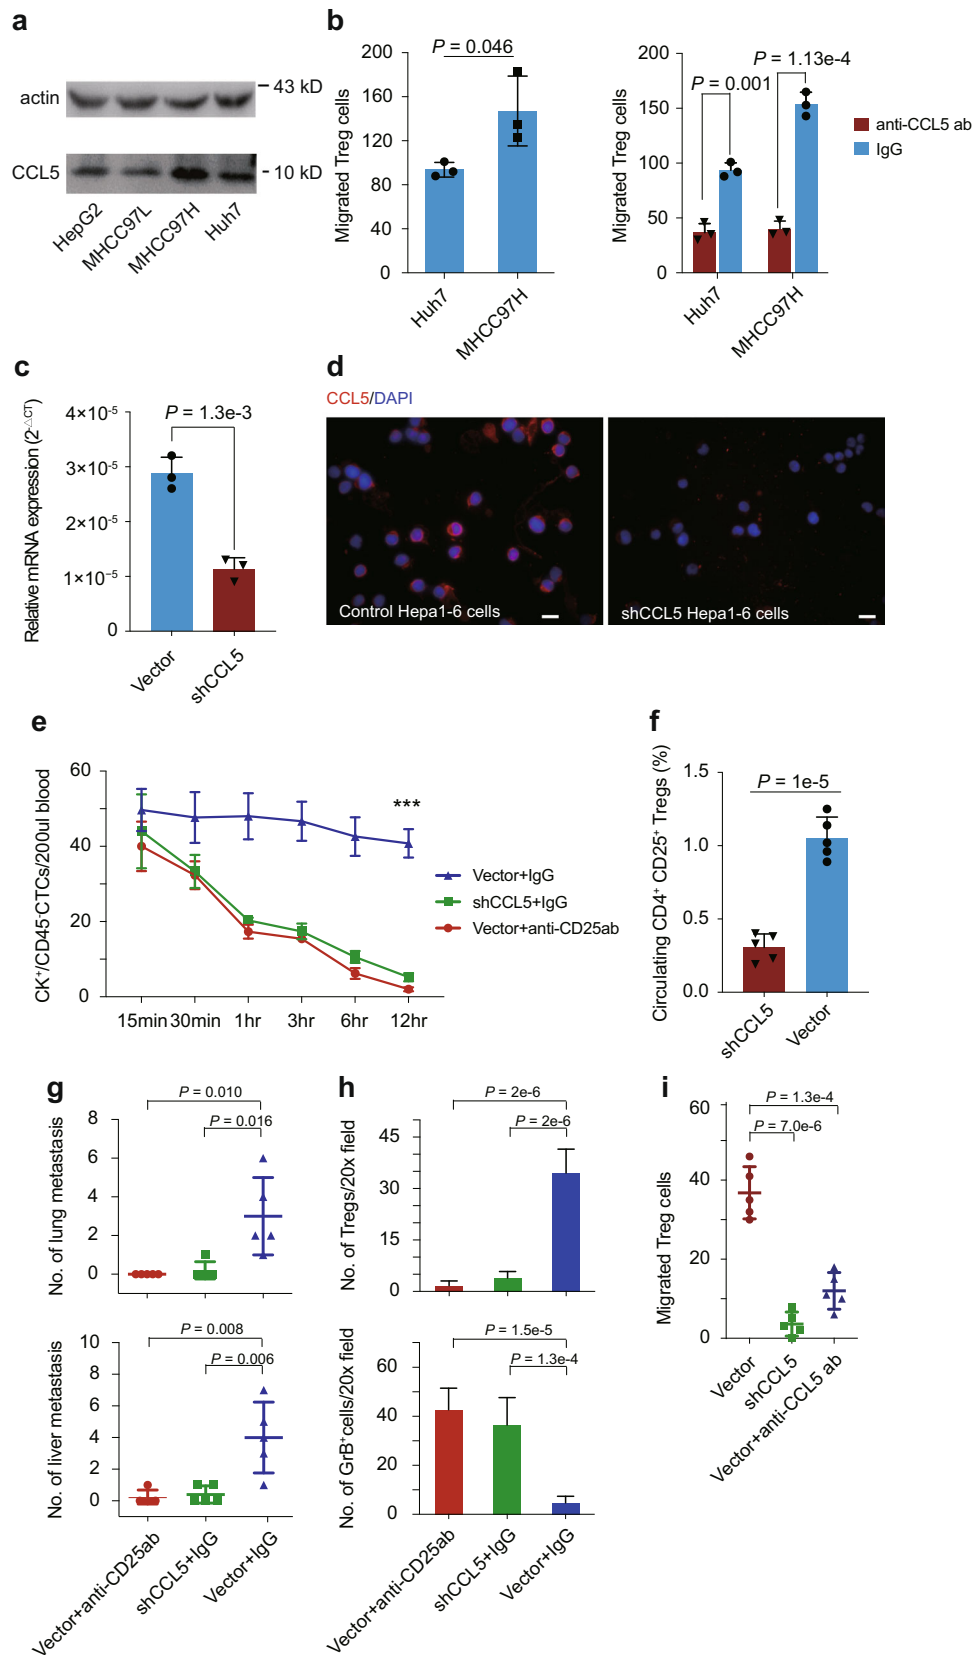 a
actin
43 kD
CCL5
10 kD
HepG2
MHCC97L
MHCC97H
Huh7
b
Migrated Treg cells
200
160
120
80
40
0
P = 0.046
Huh7
MHCC97H
Migrated Treg cells
200
150
100
50
0
P = 1.13e-4
P = 0.001
Huh7
MHCC97H
anti-CCL5 ab
IgG
c
Relative mRNA expression (2-△CT)
4×10-5
3×10-5
2×10-5
1×10-5
0
P = 1.3e-3
Vector
shCCL5
d
CCL5/DAPI
Control Hepa1-6 cells
shCCL5 Hepa1-6 cells
e
CK+/CD45-CTCs/200ul blood
60
40
20
0
***
15min
30min
1hr
3hr
6hr
12hr
Vector+IgG
shCCL5+IgG
Vector+anti-CD25ab
f
Circulating CD4+ CD25+ Tregs (%)
1.5
1.0
0.5
0.0
P = 1e-5
shCCL5
Vector
g
P = 0.010
P = 0.016
No. of lung metastasis
8
6
4
2
0
P = 0.008
P = 0.006
No. of liver metastasis
10
8
6
4
2
0
Vector+anti-CD25ab
shCCL5+IgG
Vector+IgG
h
P = 2e-6
P = 2e-6
No. of Tregs/20x field
45
30
15
0
P = 1.5e-5
P = 1.3e-4
No. of GrB+cells/20x field
60
40
20
0
Vector+anti-CD25ab
shCCL5+IgG
Vector+IgG
i
P = 1.3e-4
P = 7.0e-6
Migrated Treg cells
60
40
20
0
Vector
shCCL5
Vector+anti-CCL5 ab